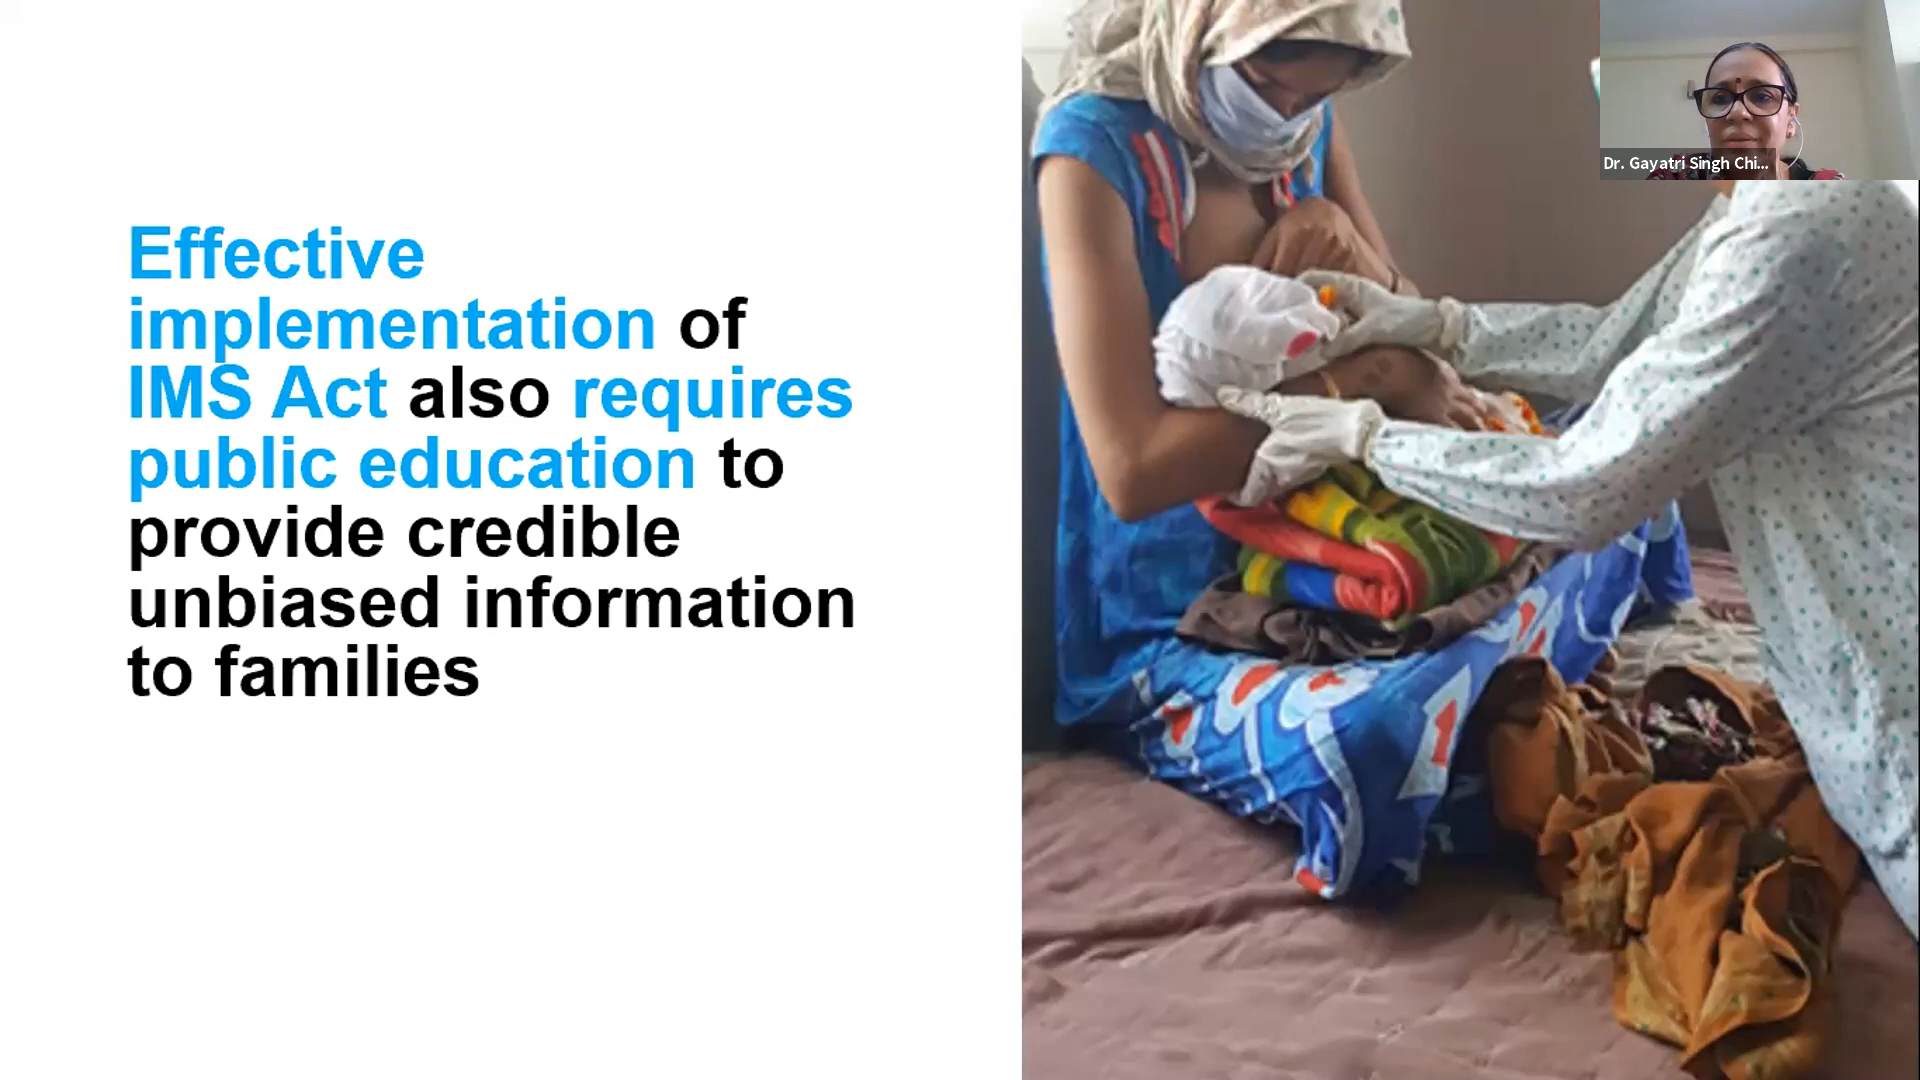 Effective
implementation of
IMS Act also requires
public education to
provide credible
unbiased information
to families
Dr. Gayatri Singh Chi...